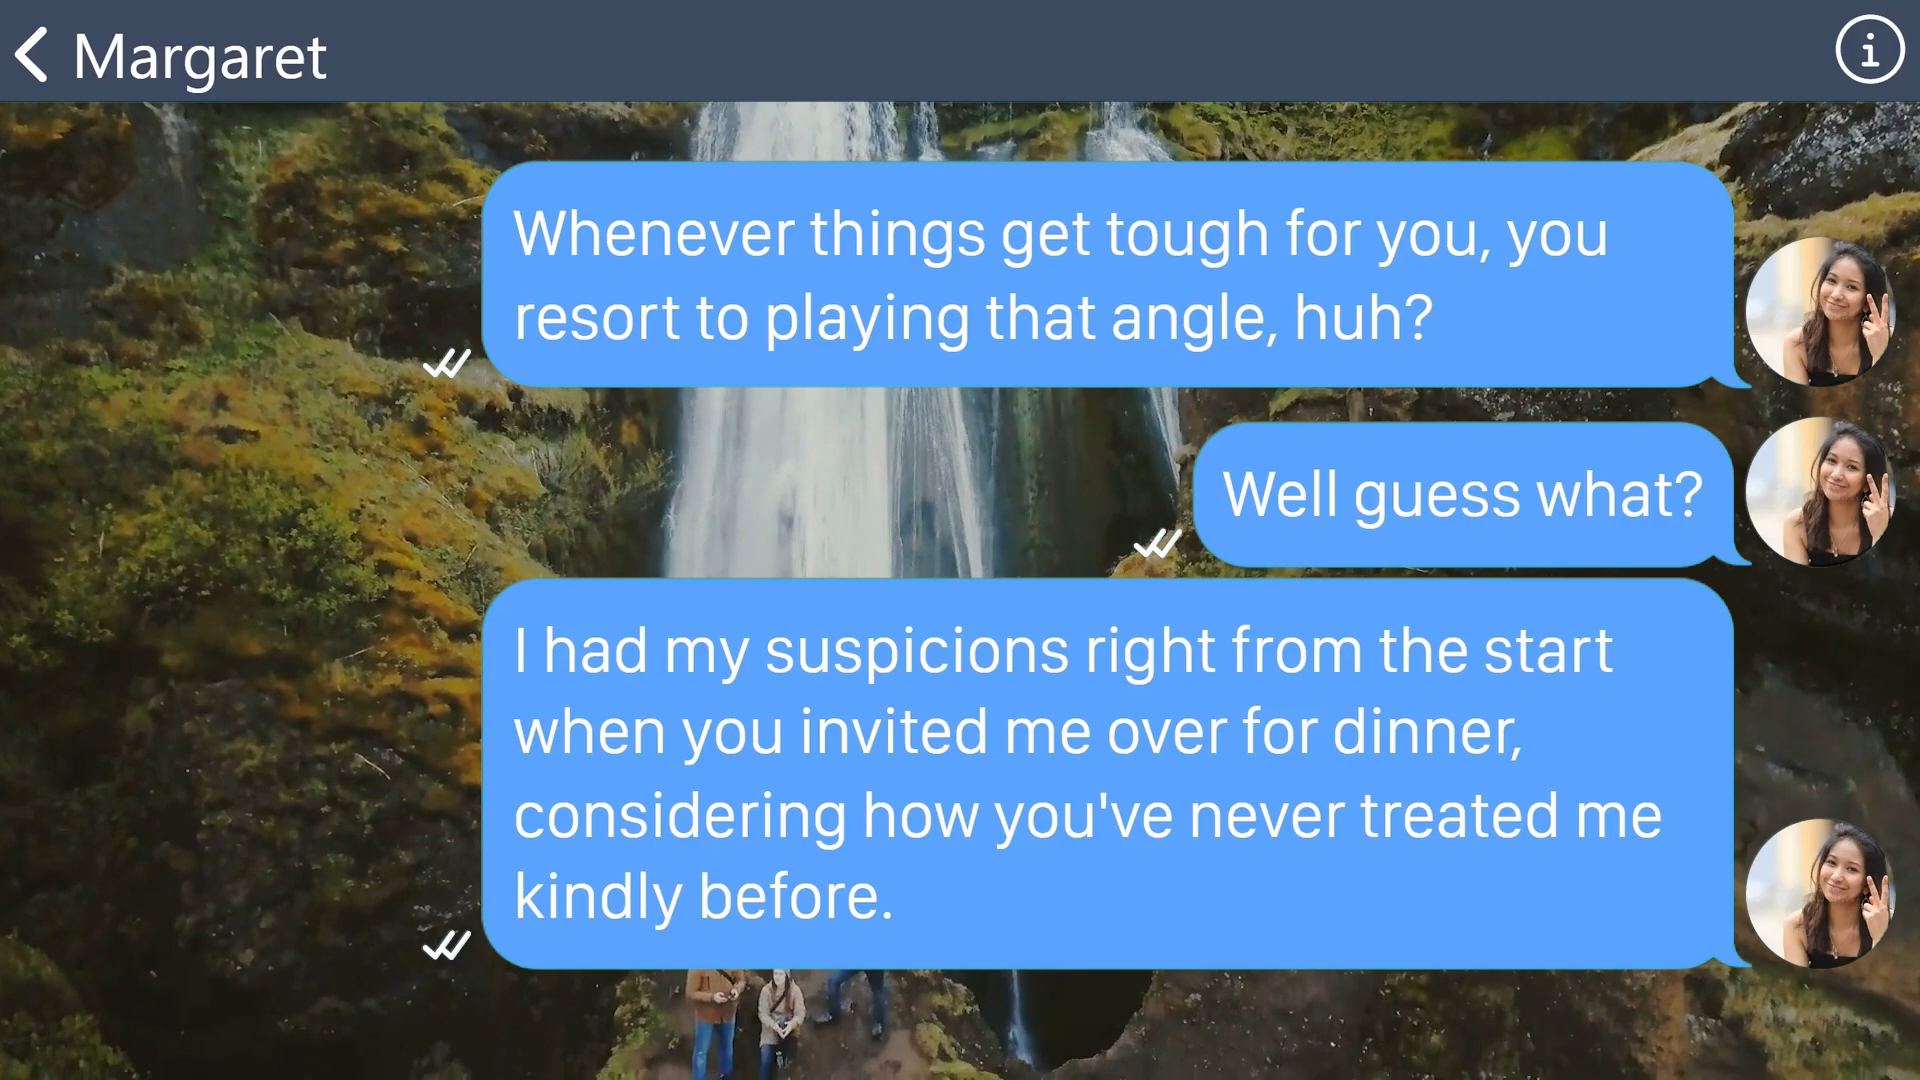 Margaret
Whenever things get tough for you, you
resort to playing that angle, huh?
Well guess what?
I had my suspicions right from the start
when you invited me over for dinner,
considering how you've never treated me
kindly before.